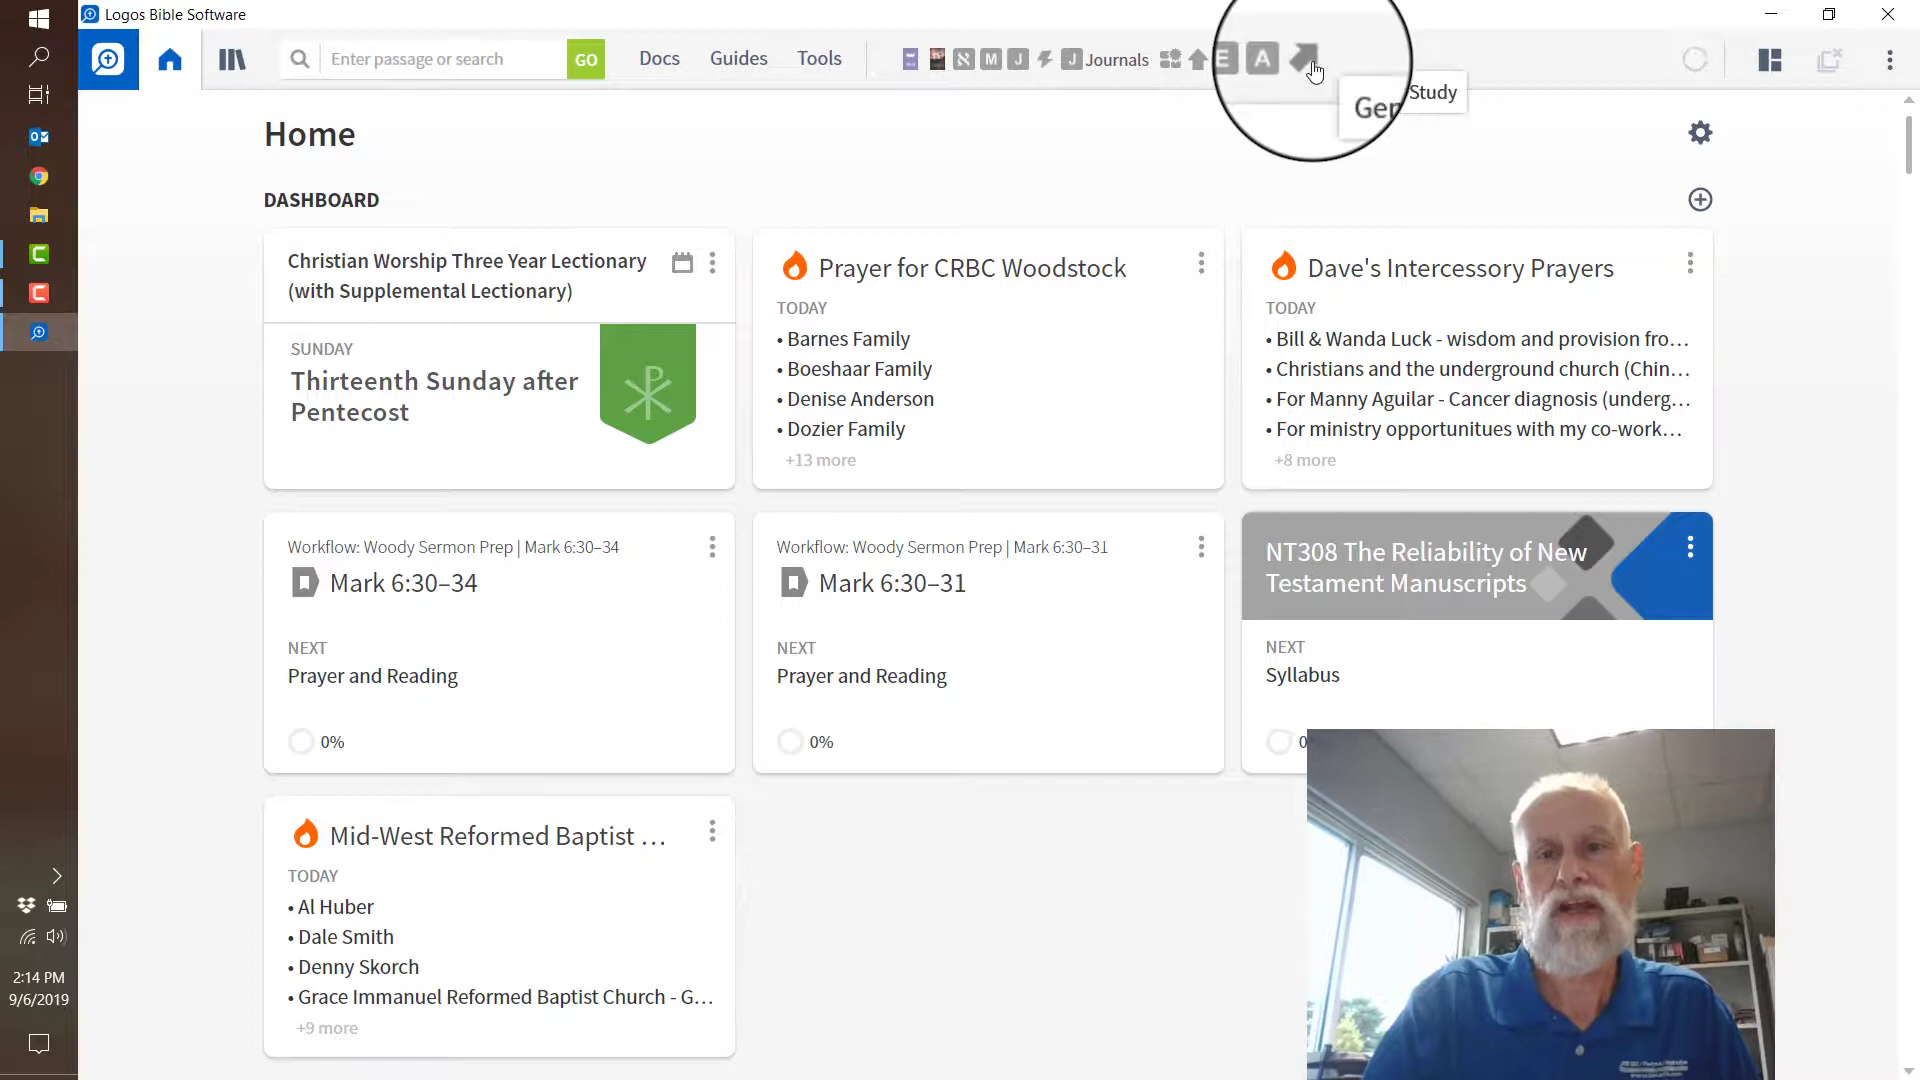 Logos Bible Software
Enter passage or search
GO
Docs
Guides
Tools
M
J
J
Journals
E
A
Ger
Study
Home
DASHBOARD
Christian Worship Three Year Lectionary
(with Supplemental Lectionary)
SUNDAY
Thirteenth Sunday after
Pentecost
Prayer for CRBC Woodstock
TODAY
• Barnes Family
• Boeshaar Family
• Denise Anderson
• Dozier Family
+13 more
Dave's Intercessory Prayers
TODAY
• Bill & Wanda Luck - wisdom and provision fro...
• Christians and the underground church (Chin...
• For Manny Aguilar - Cancer diagnosis (underg...
• For ministry opportunitues with my co-work...
+8 more
Workflow: Woody Sermon Prep | Mark 6:30–34
Mark 6:30–34
NEXT
Prayer and Reading
0%
Workflow: Woody Sermon Prep | Mark 6:30–31
Mark 6:30–31
NEXT
Prayer and Reading
0%
NT308 The Reliability of New
Testament Manuscripts
NEXT
Syllabus
0
Mid-West Reformed Baptist ...
TODAY
• Al Huber
• Dale Smith
• Denny Skorch
• Grace Immanuel Reformed Baptist Church - G...
+9 more
2:14 PM
9/6/2019